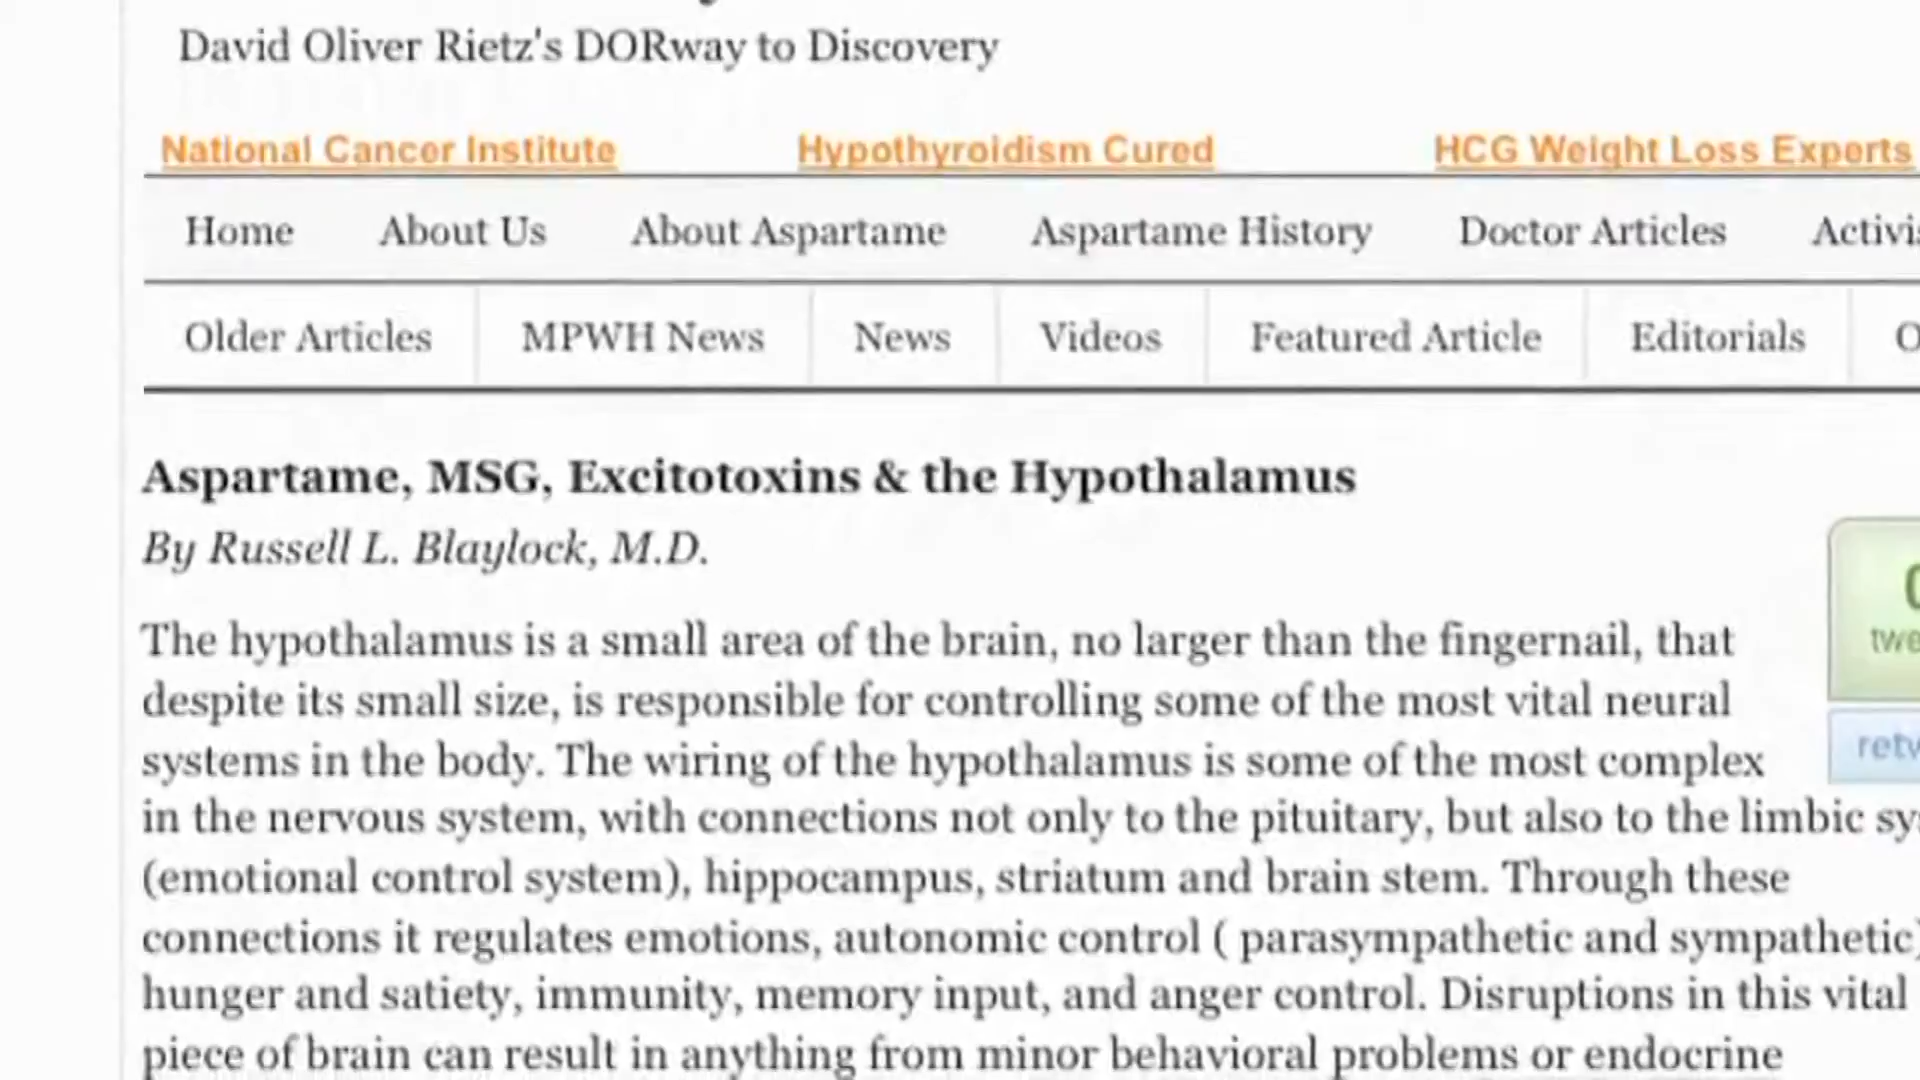 David Oliver Rietz's DORway to Discovery
National Cancer Institute Hypothyroidism Cured HCG Weight Loss Experts
Home About Us About Aspartame Aspartame History Doctor Articles
Older Articles MPWH News News Videos Featured Article Editorials
Aspartame, MSG, Excitotoxins & the Hypothalamus
By Russell L. Blaylock, M.D.
The hypothalamus is a small area of the brain, no larger than the fingernail, that
despite its small size, is responsible for controlling some of the most vital neural
systems in the body. The wiring of the hypothalamus is some of the most complex
in the nervous system, with connections not only to the pituitary, but also to the limbic
(emotional control system), hippocampus, striatum and brain stem. Through these
connections it regulates emotions, autonomic control ( parasympathetic and sympathetic)
hunger and satiety, immunity, memory input, and anger control. Disruptions in this vital
piece of brain can result in anything from minor behavioral problems or endocrine